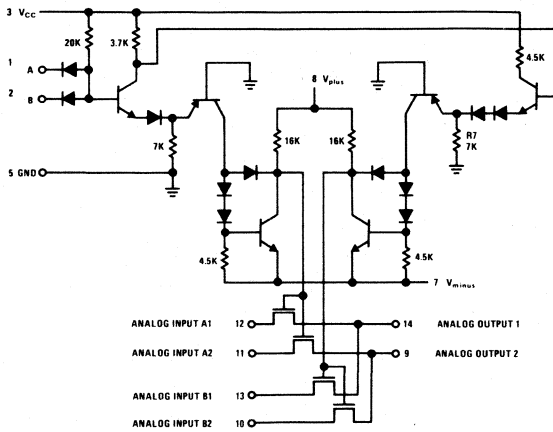 3 VCC
20K
3.7K
4.5K
1 A
2 B
8 Vplus
7K
16K
16K
R7
7K
5 GND
4.5K
4.5K
7 Vminus
ANALOG INPUT A1 12
14 ANALOG OUTPUT 1
ANALOG INPUT A2 11
9 ANALOG OUTPUT 2
ANALOG INPUT B1 13
ANALOG INPUT B2 10